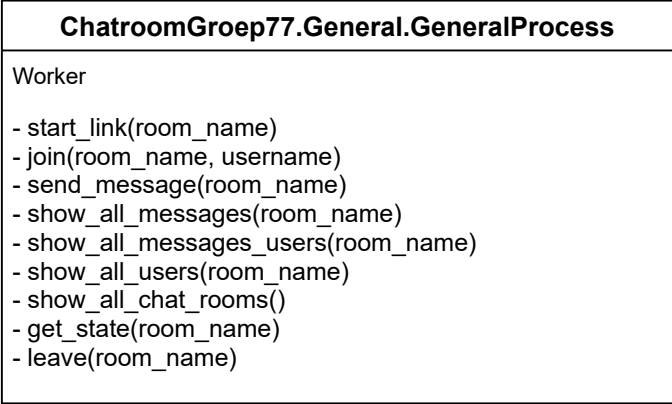 ChatroomGroep77.General.GeneralProcess
Worker
- start_link(room_name)
- join(room_name, username)
- send_message(room_name)
- show_all_messages(room_name)
- show_all_messages_users(room_name)
- show_all_users(room_name)
- show_all_chat_rooms()
- get_state(room_name)
- leave(room_name)